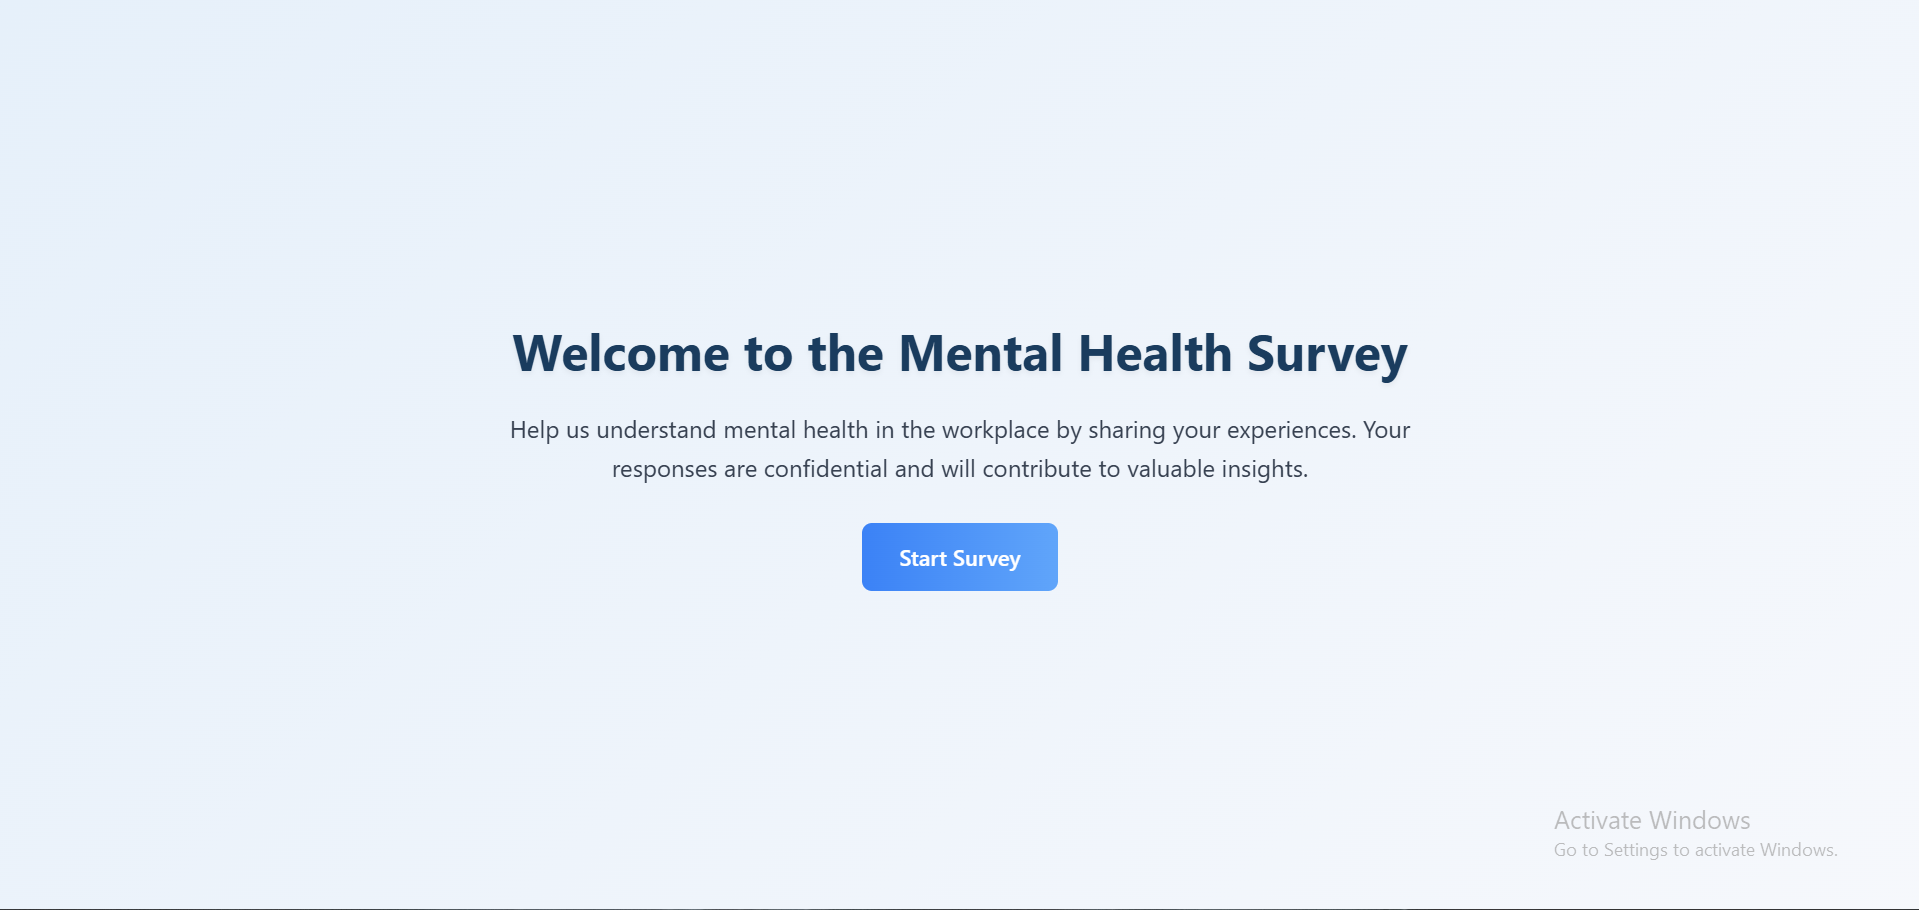 Welcome to the Mental Health Survey
Help us understand mental health in the workplace by sharing your experiences. Your
responses are confidential and will contribute to valuable insights.
Start Survey
Activate Windows
Go to Settings to activate Windows.